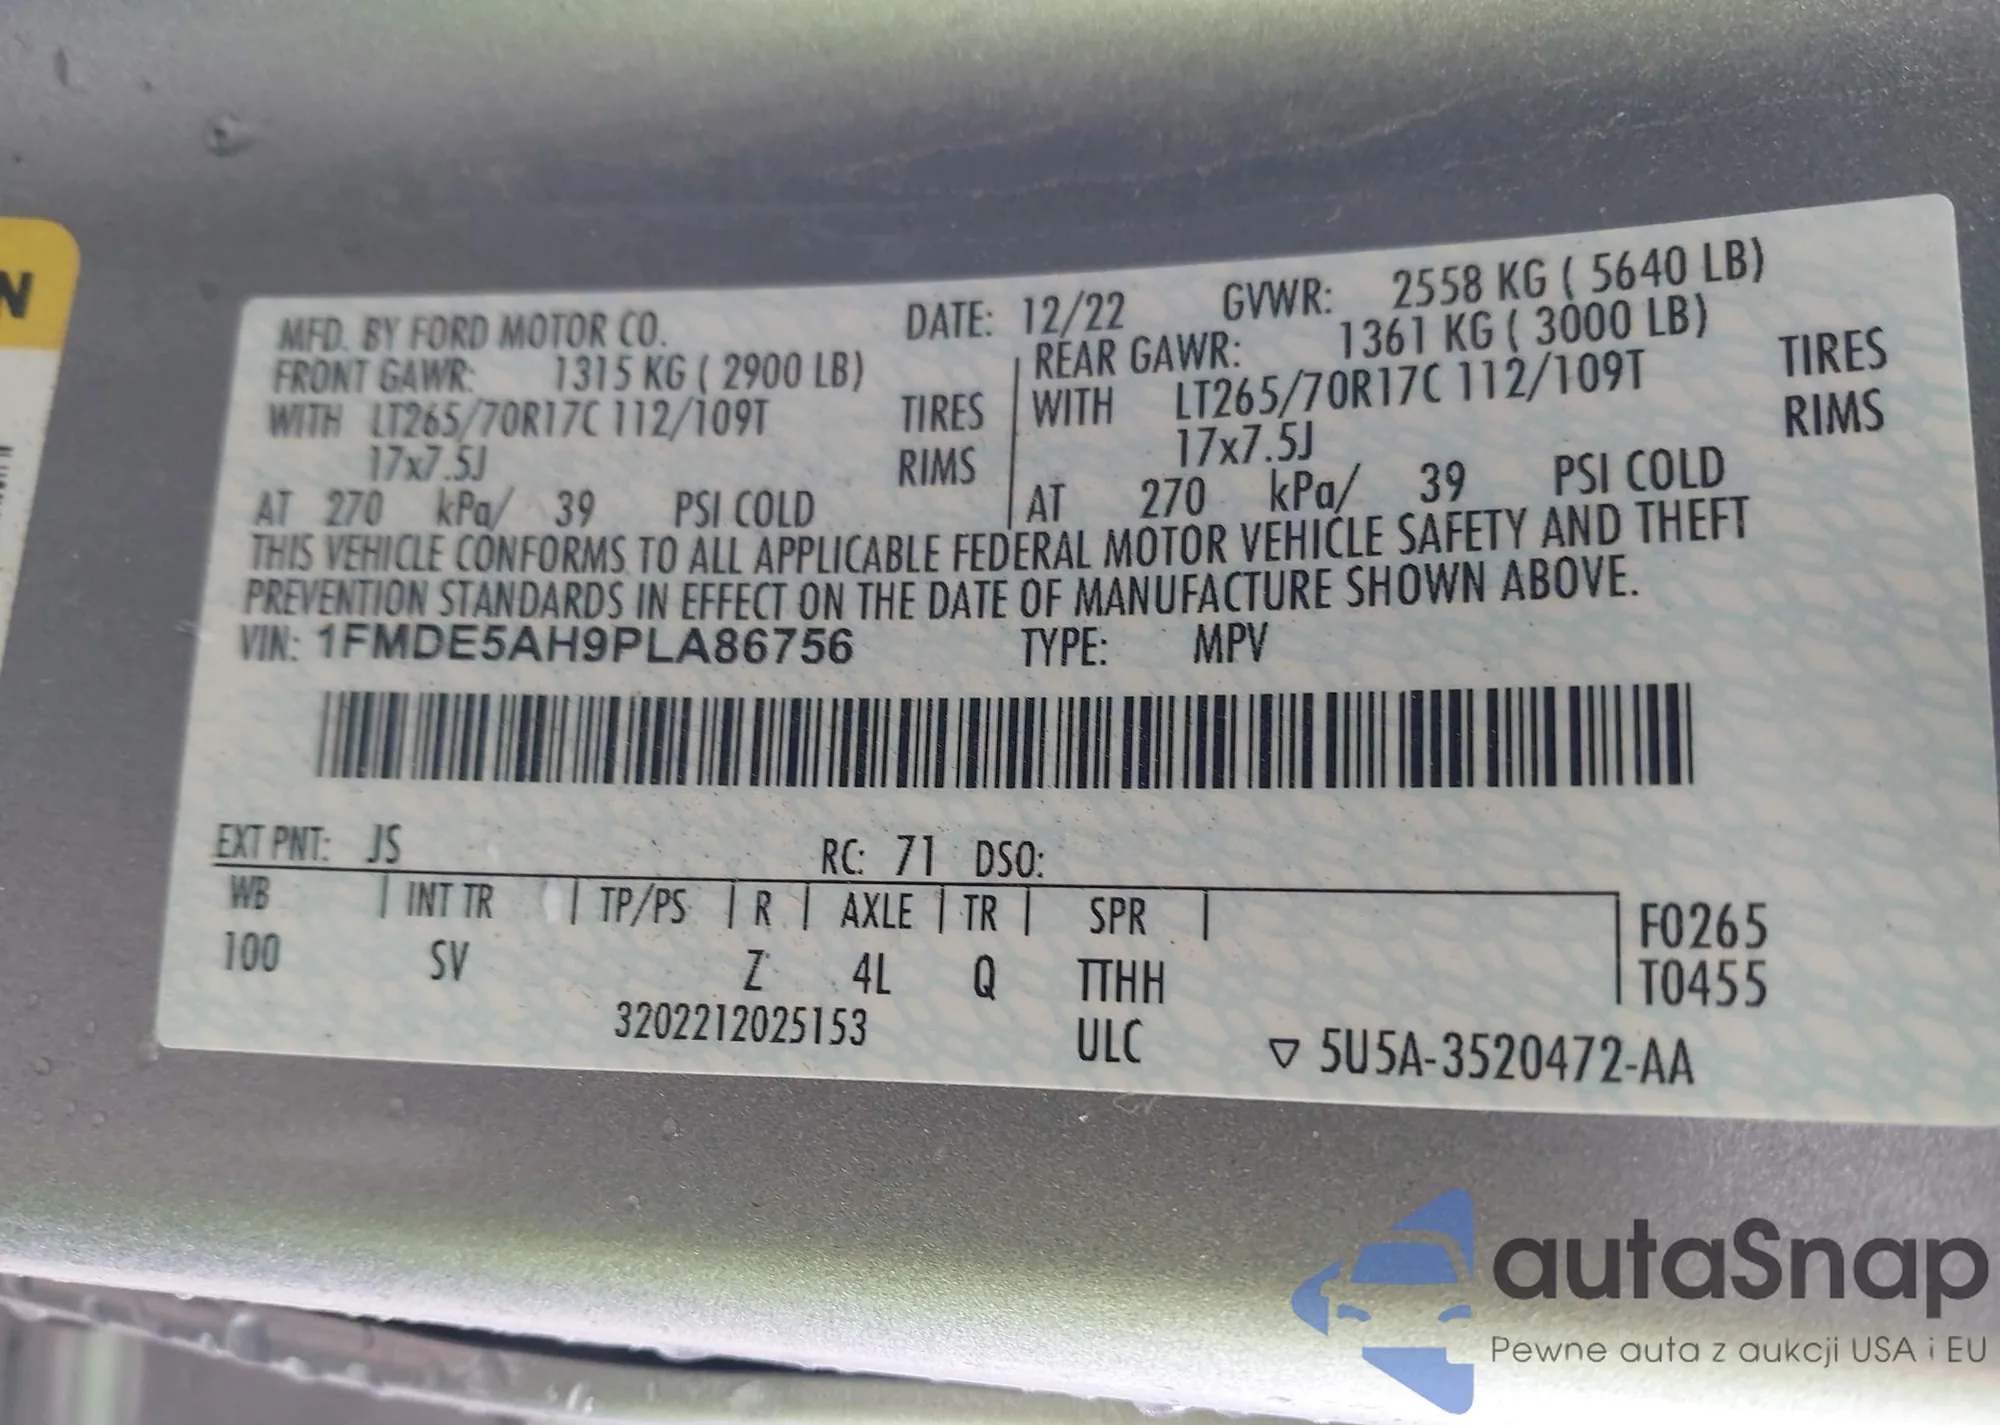 N
MFD. BY FORD MOTOR CO. DATE: 12/22 GVWR: 2558 KG ( 5640 LB)
FRONT GAWR: 1315 KG ( 2900 LB) REAR GAWR: 1361 KG ( 3000 LB)
WITH LT265/70R17C 112/109T TIRES WITH LT265/70R17C 112/109T TIRES
17x7.5J RIMS 17x7.5J RIMS
AT 270 kPa/ 39 PSI COLD AT 270 kPa/ 39 PSI COLD
THIS VEHICLE CONFORMS TO ALL APPLICABLE FEDERAL MOTOR VEHICLE SAFETY AND THEFT
PREVENTION STANDARDS IN EFFECT ON THE DATE OF MANUFACTURE SHOWN ABOVE.
VIN: 1FMDE5AH9PLA86756 TYPE: MPV
EXT PNT: JS RC: 71 DSO:
WB INT TR TP/PS R AXLE TR SPR F0265
100 SV Z 4L Q TTHH T0455
3202212025153 ULC ▽ 5U5A-3520472-AA
autaSnap
Pewne auta z aukcji USA i EU